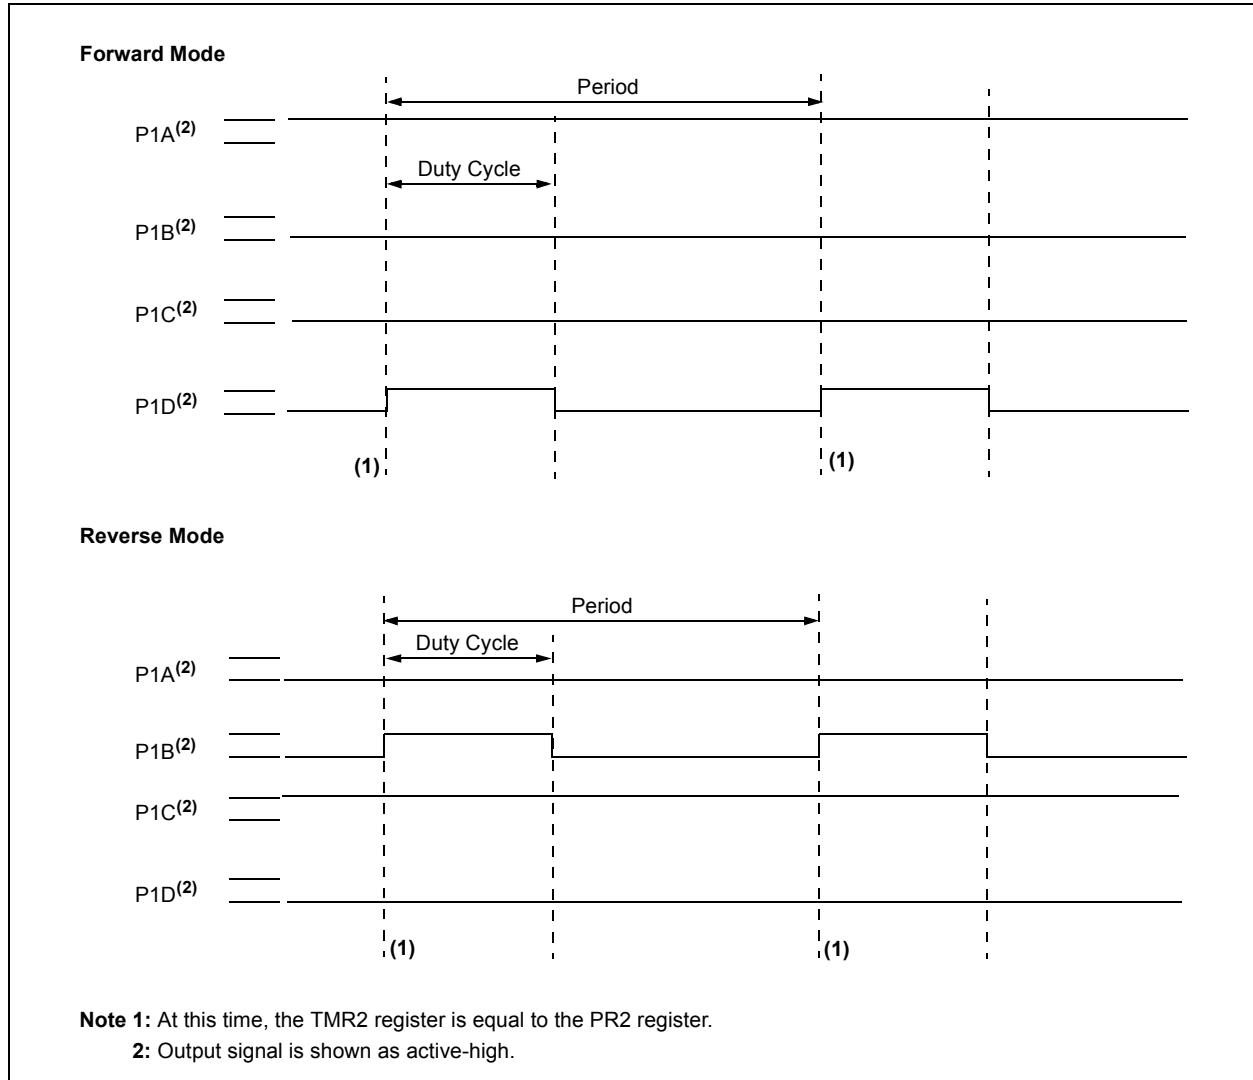 Forward Mode
Period
P1A(2)
Duty Cycle
P1B(2)
P1C(2)
P1D(2)
(1) (1)
Reverse Mode
Period
Duty Cycle
P1A(2)
P1B(2)
P1C(2)
P1D(2)
(1) (1)
Note 1: At this time, the TMR2 register is equal to the PR2 register.
2: Output signal is shown as active-high.